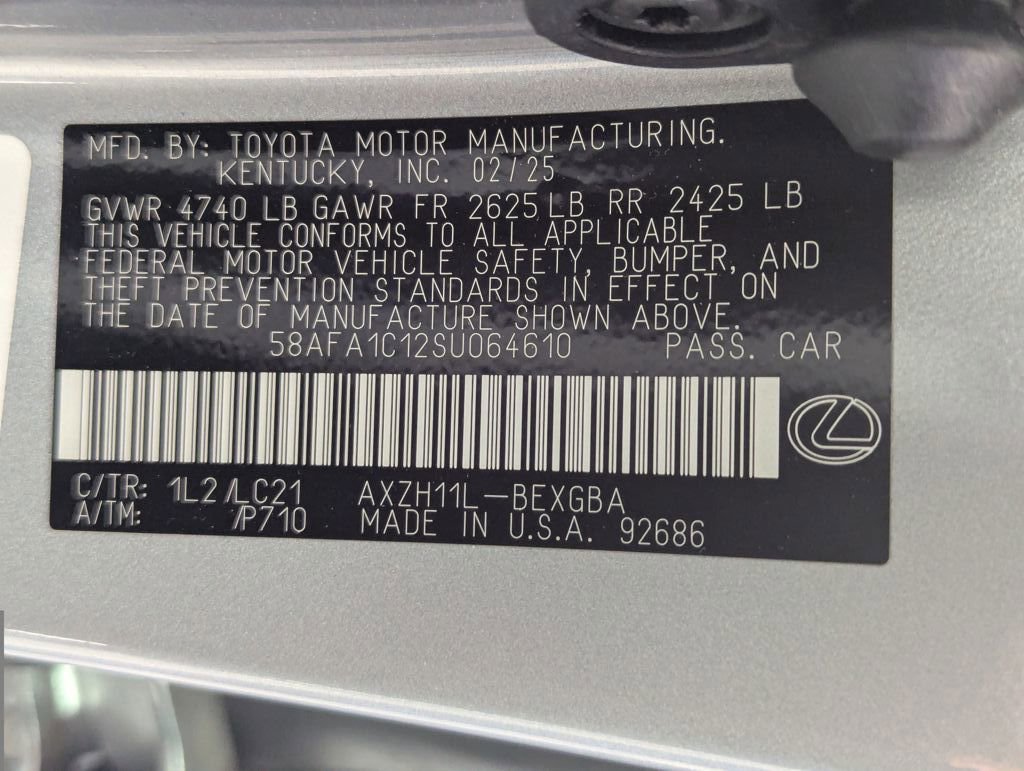 MFD. BY: TOYOTA MOTOR MANUFACTURING.
KENTUCKY, INC. 02/25
GVWR 4740 LB GAWR FR 2625 LB RR 2425 LB
THIS VEHICLE CONFORMS TO ALL APPLICABLE
FEDERAL MOTOR VEHICLE SAFETY, BUMPER, AND
THEFT PREVENTION STANDARDS IN EFFECT ON
THE DATE OF MANUFACTURE SHOWN ABOVE.
58AFA1C12SU064610 PASS. CAR
C/TR: 1L2 /LC21 AXZH11L-BEXGBA
A/TM: /P710 MADE IN U.S.A. 92686